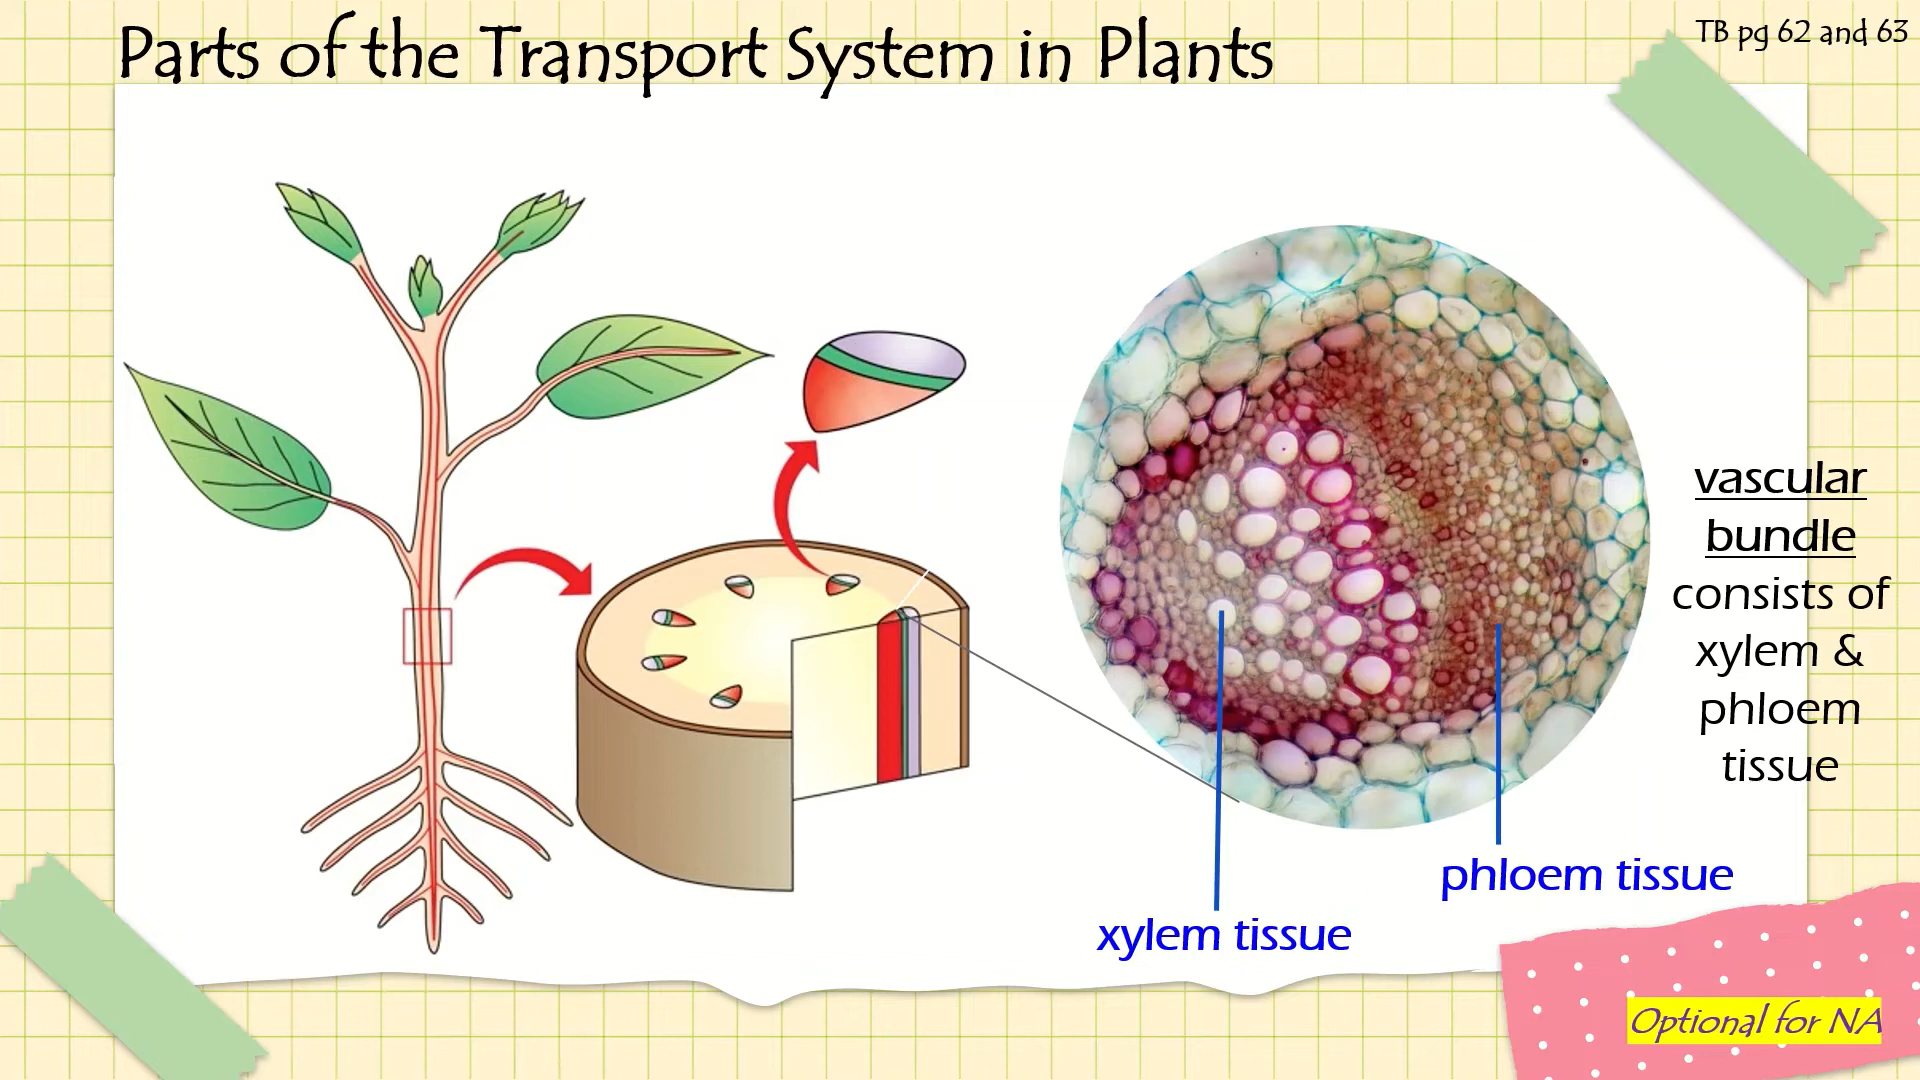 Parts of the Transport System in Plants
TB pg 62 and 63
vascular
bundle
consists of
xylem &
phloem
tissue
phloem tissue
xylem tissue
Optional for NA